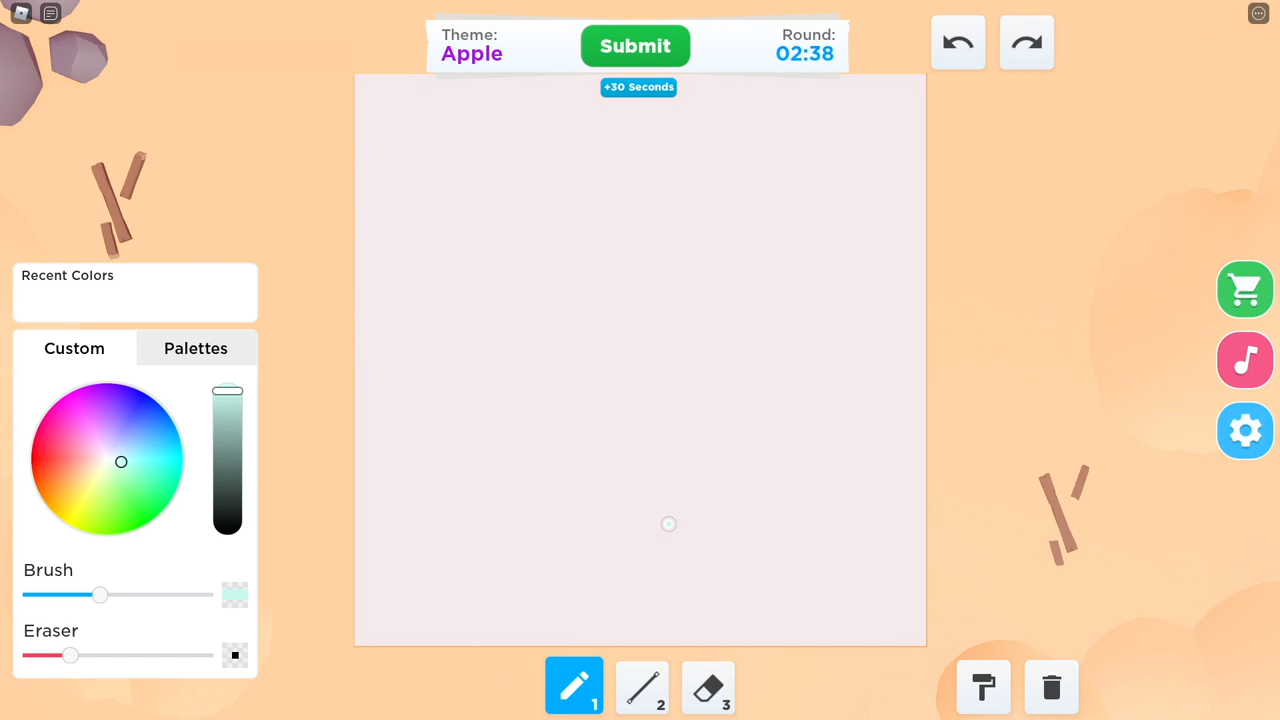 Theme:
Apple
Submit
Round:
02:38
+30 Seconds
Recent Colors
Custom
Palettes
Brush
Eraser
1
2
3